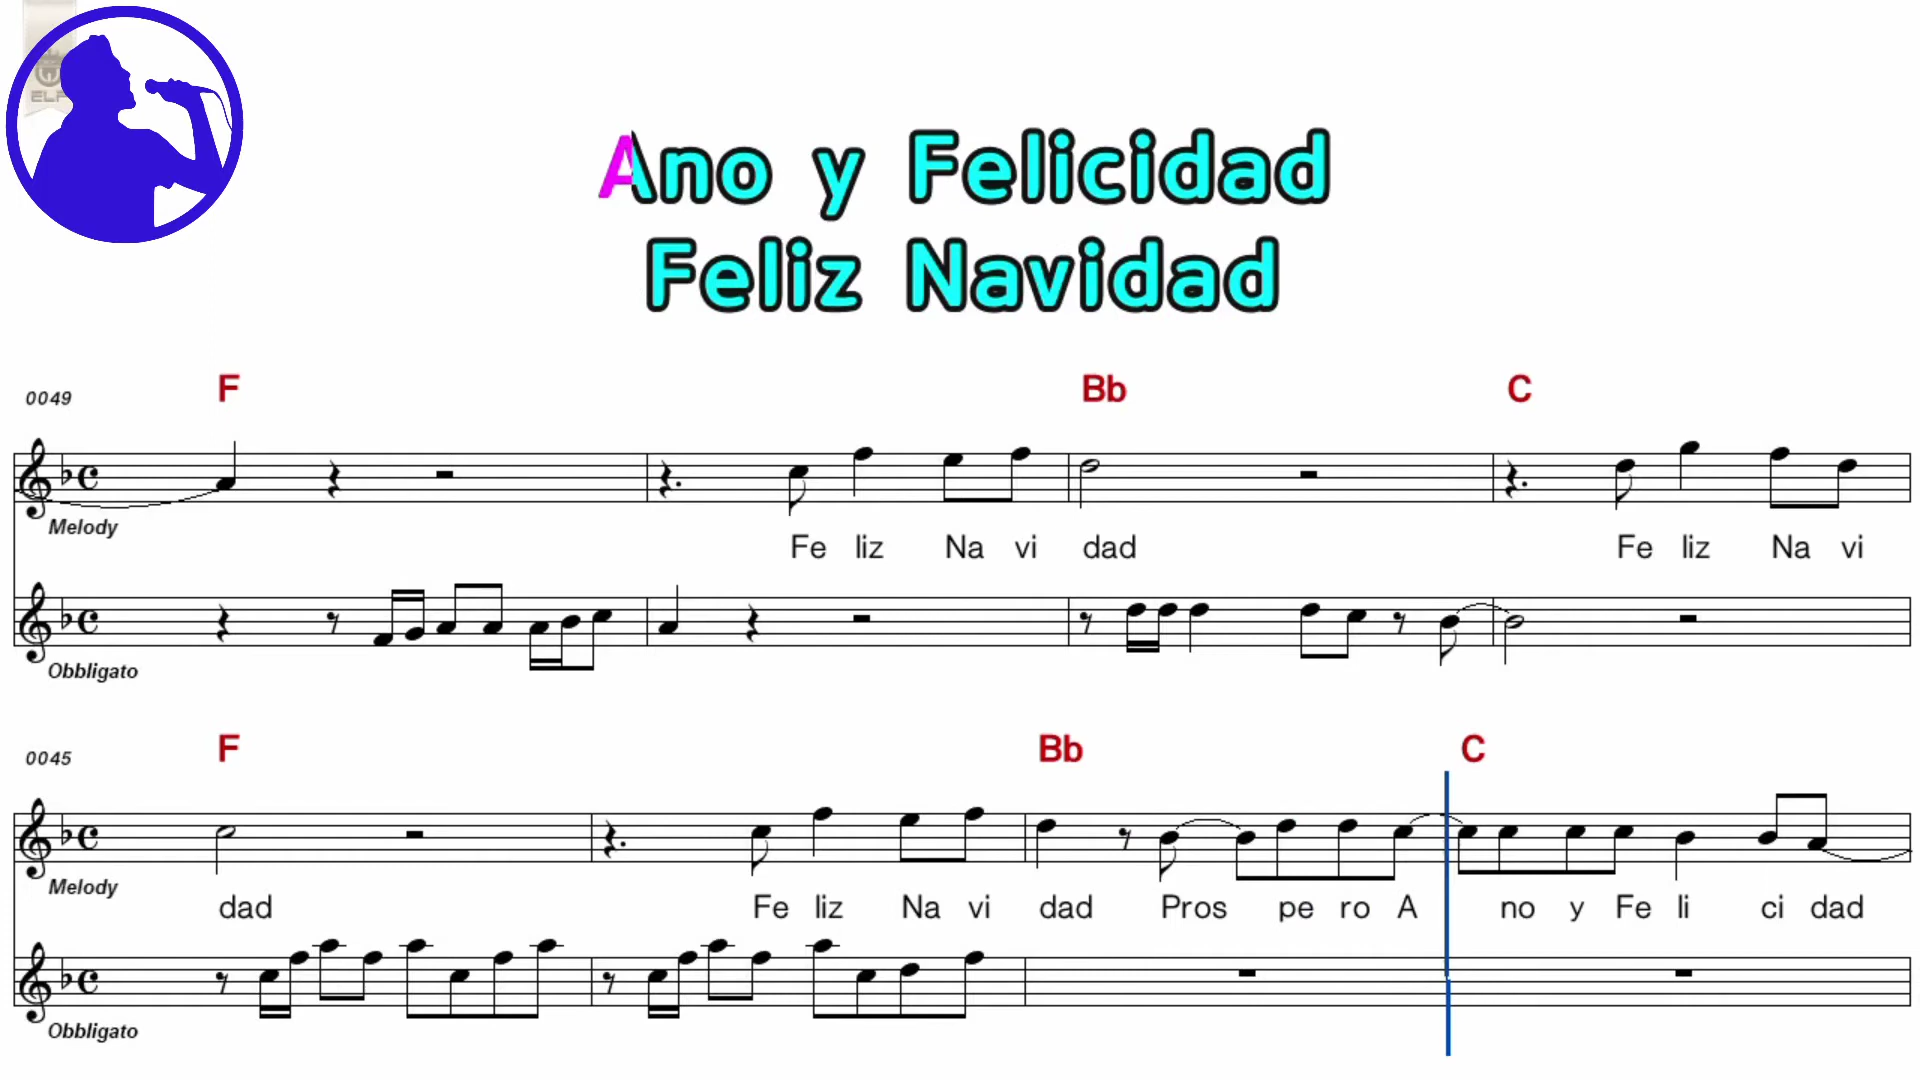 Ano y Felicidad
Feliz Navidad
0049 F Bb C
Melody
Fe liz Na vi dad Fe liz Na vi
Obbligato
0045 F Bb C
Melody
dad Fe liz Na vi dad Pros pe ro A no y Fe li ci dad
Obbligato